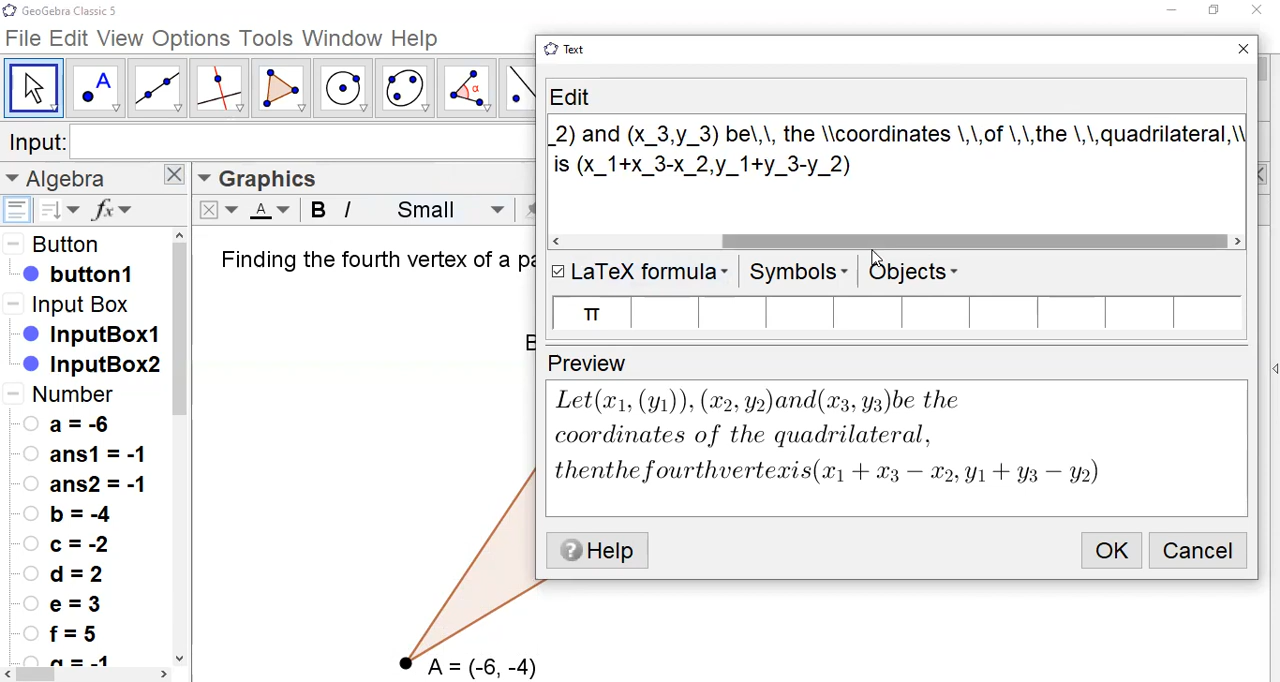 GeoGebra Classic 5
File Edit View Options Tools Window Help
A
α
Input:
Algebra
Graphics
fx
A
B I
Small
Button
button1
Input Box
InputBox1
InputBox2
Number
a = -6
ans1 = -1
ans2 = -1
b = -4
c = -2
d = 2
e = 3
f = 5
g = -1
Finding the fourth vertex of a pa
B
A = (-6, -4)
Text
Edit
_2) and (x_3,y_3) be\,\, the \\coordinates \,\,of \,\,the \,\,quadrilateral,\\
is (x_1+x_3-x_2,y_1+y_3-y_2)
LaTeX formula
Symbols
Objects
π
Preview
Let(x₁, (y₁)), (x₂, y₂)and(x₃, y₃)be the
coordinates of the quadrilateral,
thenthefourthvertexis(x₁ + x₃ − x₂, y₁ + y₃ − y₂)
? Help
OK
Cancel